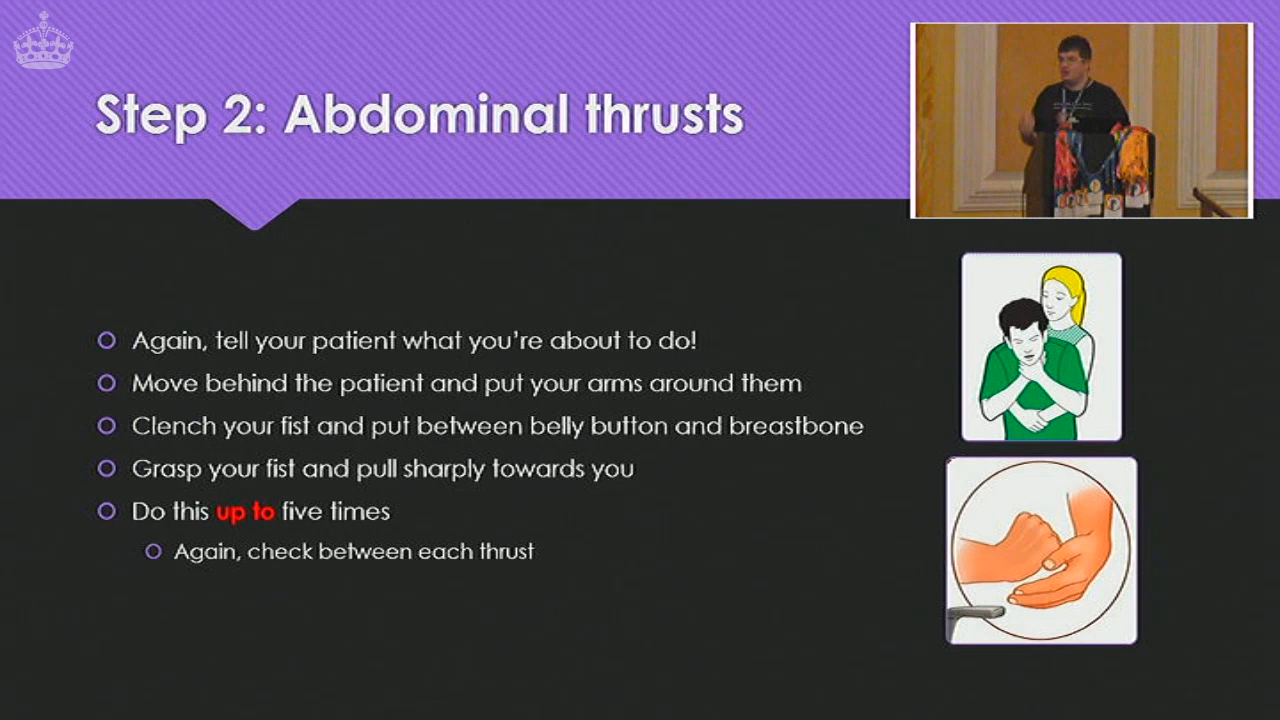 Step 2: Abdominal thrusts
Again, tell your patient what you're about to do!
Move behind the patient and put your arms around them
Clench your fist and put between belly button and breastbone
Grasp your fist and pull sharply towards you
Do this up to five times
Again, check between each thrust